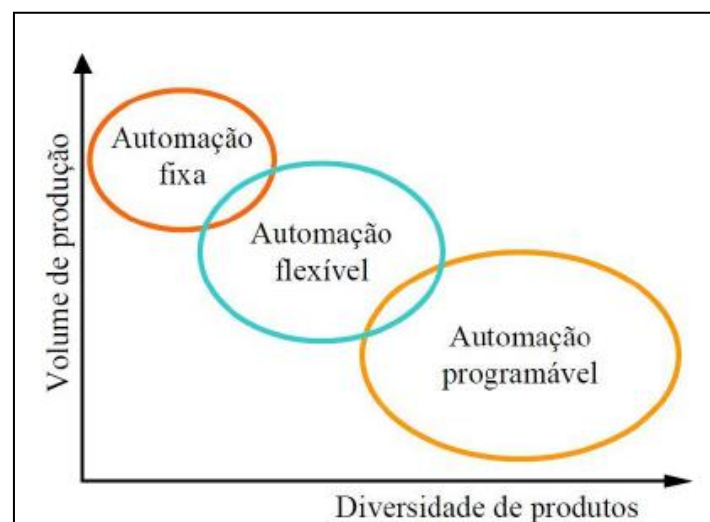 Volume de produção
Automação
fixa
Automação
flexível
Automação
programável
Diversidade de produtos